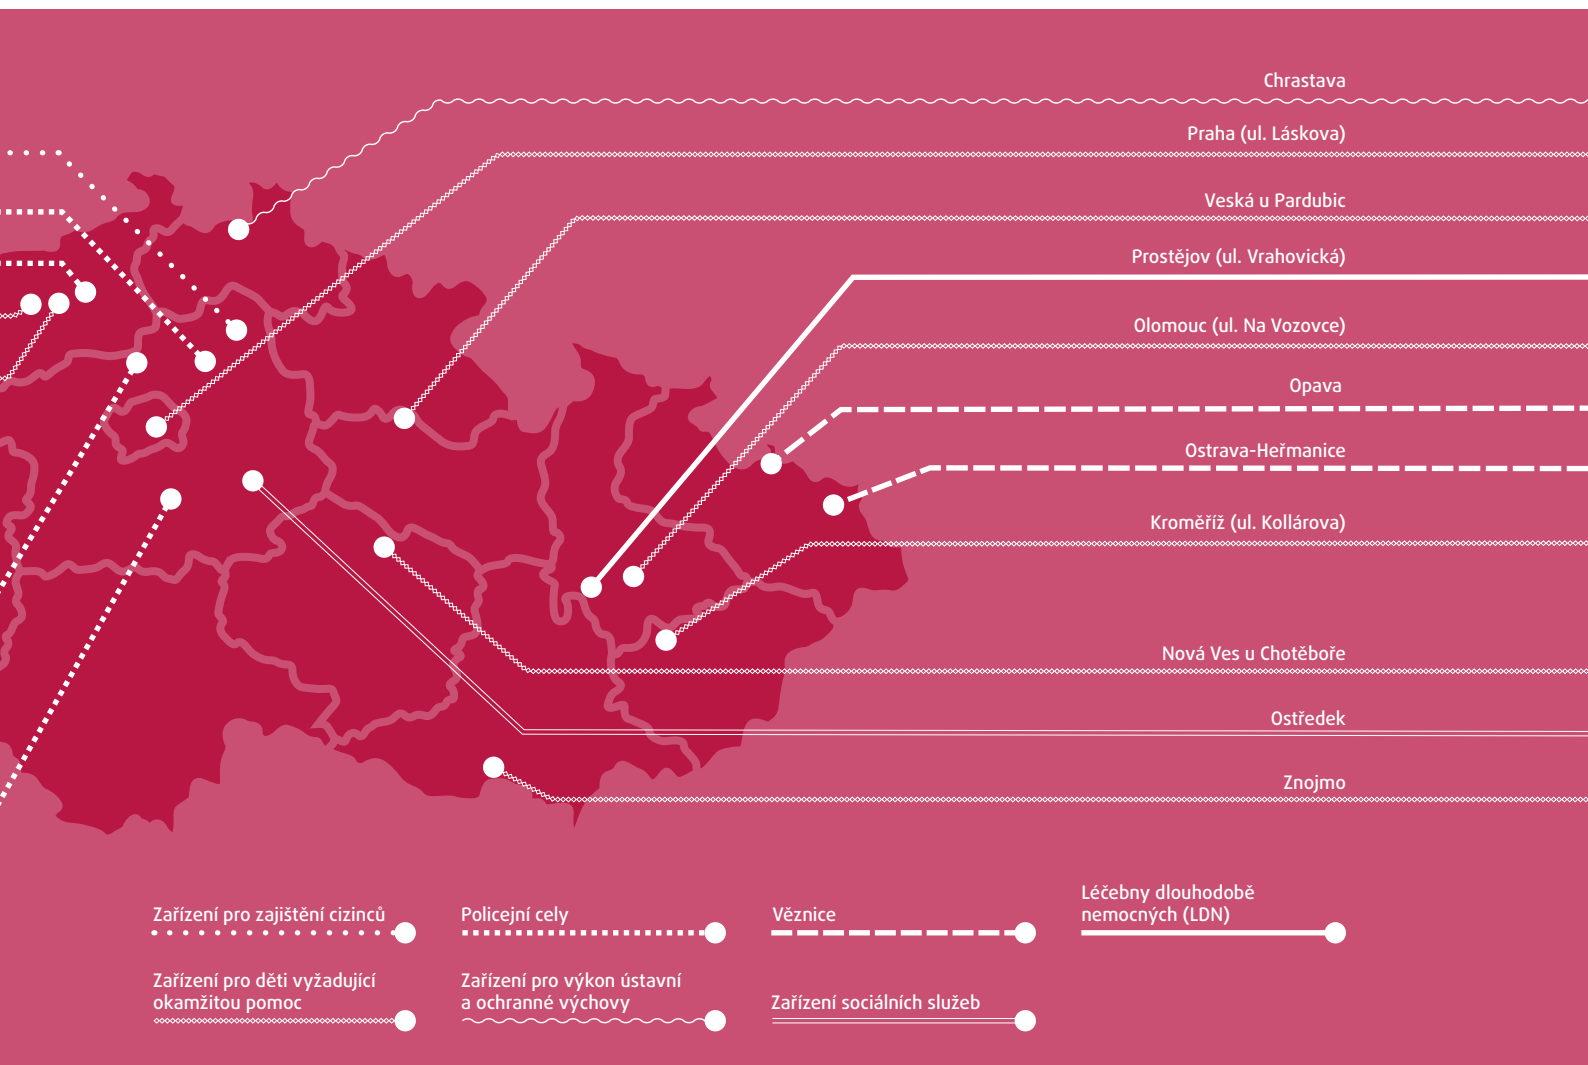 Chrastava
Praha (ul. Láskova)
Veská u Pardubic
Prostějov (ul. Vrahovická)
Olomouc (ul. Na Vozovce)
Opava
Ostrava-Heřmanice
Kroměříž (ul. Kollárova)
Nová Ves u Chotěboře
Ostředek
Znojmo
Zařízení pro zajištění cizinců
Policejní cely
Věznice
Léčebny dlouhodobě
nemocných (LDN)
Zařízení pro děti vyžadující
okamžitou pomoc
Zařízení pro výkon ústavní
a ochranné výchovy
Zařízení sociálních služeb